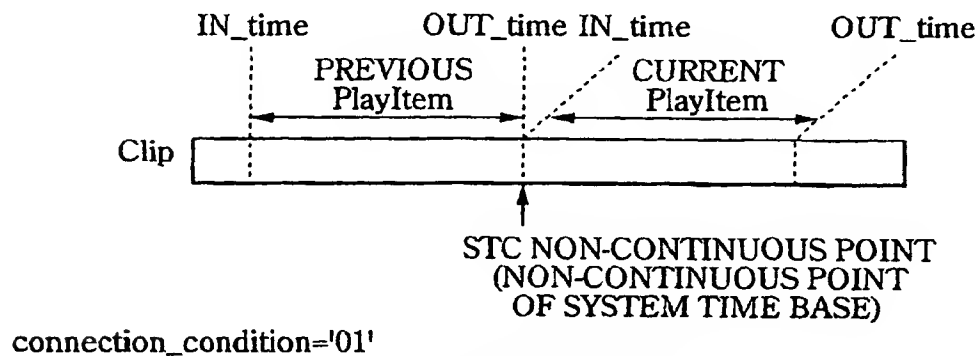 IN_time OUT_time IN_time OUT_time
PREVIOUS
PlayItem
CURRENT
PlayItem
Clip
STC NON-CONTINUOUS POINT
(NON-CONTINUOUS POINT
OF SYSTEM TIME BASE)
connection_condition='01'